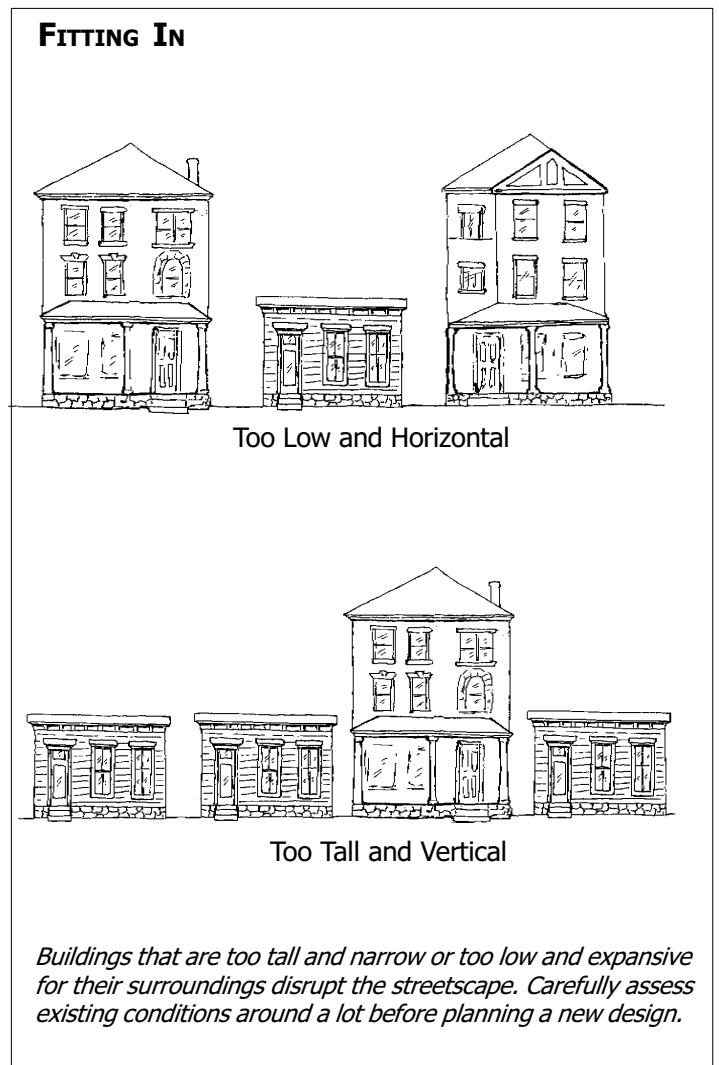 FITTING IN
Too Low and Horizontal
Too Tall and Vertical
Buildings that are too tall and narrow or too low and expansive
for their surroundings disrupt the streetscape. Carefully assess
existing conditions around a lot before planning a new design.